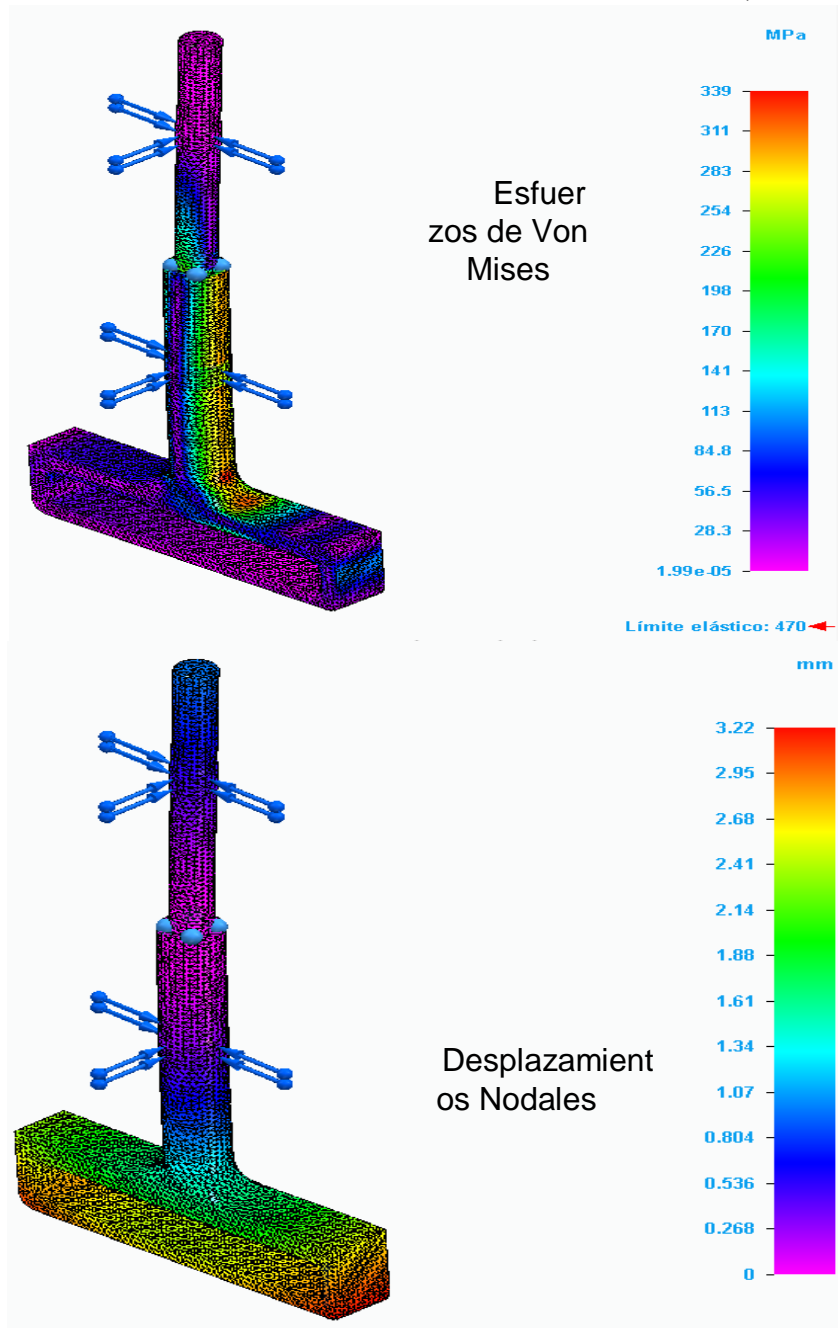 MPa
339
311
283
254
226
198
170
141
113
84.8
56.5
28.3
1.99e-05
Límite elástico: 470
Esfuer
zos de Von
Mises
mm
3.22
2.95
2.68
2.41
2.14
1.88
1.61
1.34
1.07
0.804
0.536
0.268
0
Desplazamient
os Nodales